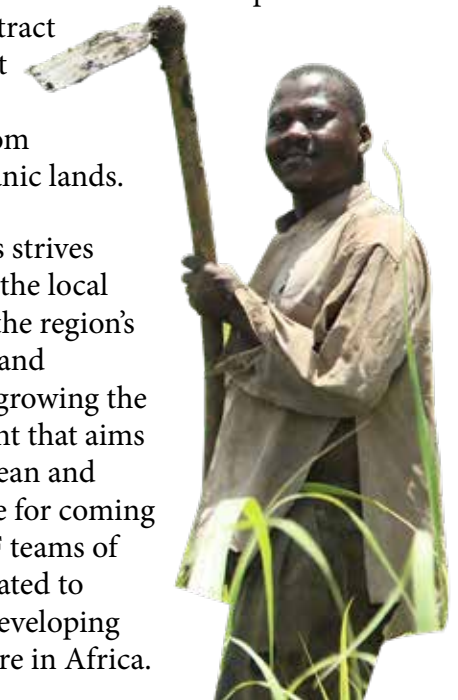 tract
t
om
anic lands.
s strives
the local
the region's
and
growing the
nt that aims
ean and
e for coming
teams of
ated to
eveloping
re in Africa.